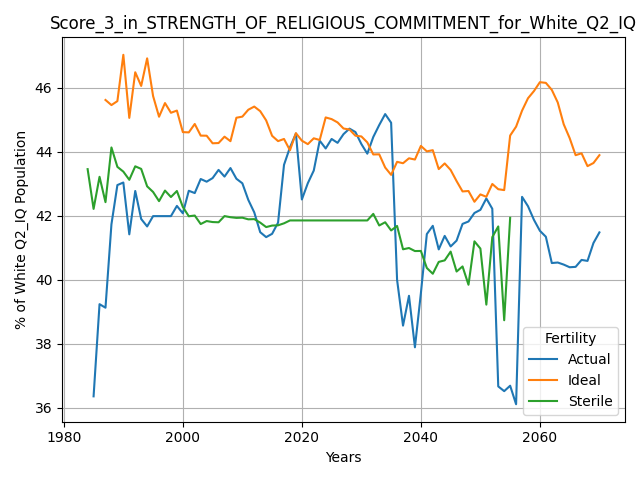 Score_3_in_STRENGTH_OF_RELIGIOUS_COMMITMENT_for_White_Q2_IQ
% of White Q2_IQ Population
46
44
42
40
38
36
1980
2000
2020
2040
2060
Years
Fertility
Actual
Ideal
Sterile